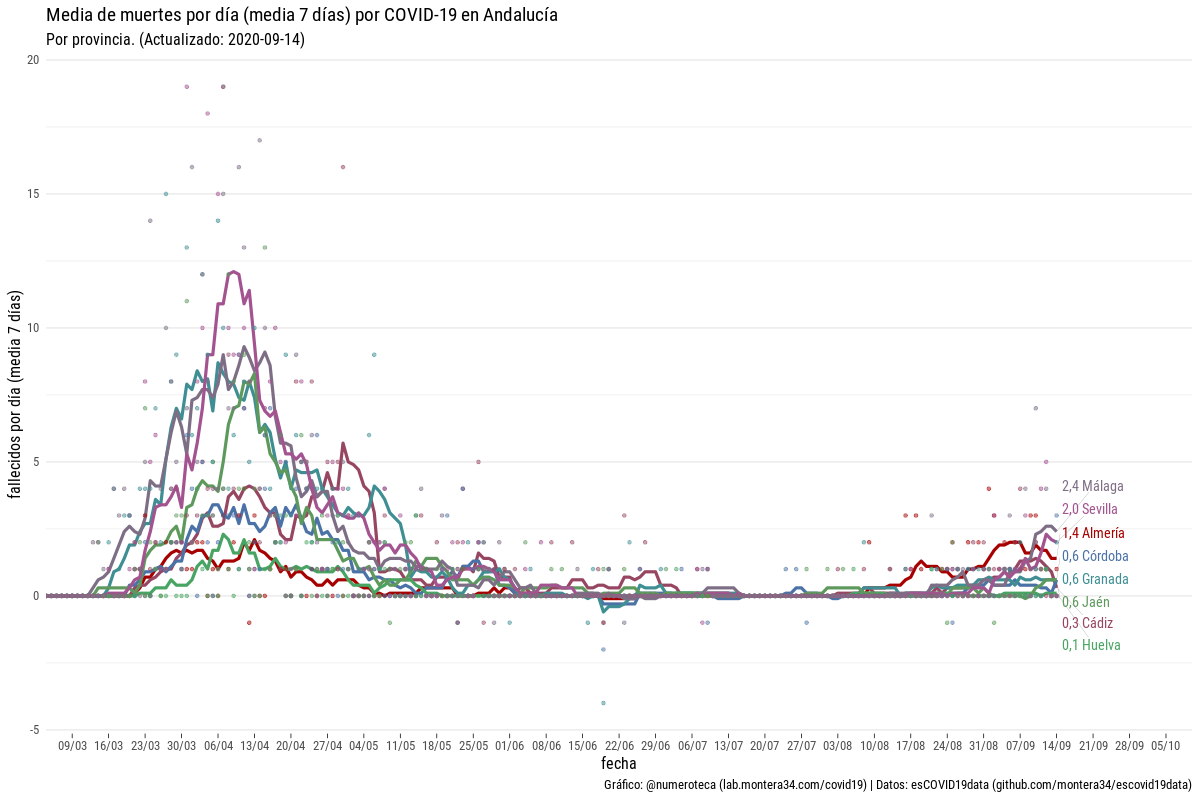 Media de muertes por día (media 7 días) por COVID-19 en Andalucía
Por provincia. (Actualizado: 2020-09-14)
fallecidos por día (media 7 días)
20
15
10
5
0
-5
2,4 Málaga
2,0 Sevilla
1,4 Almería
0,6 Córdoba
0,6 Granada
0,6 Jaén
0,3 Cádiz
0,1 Huelva
09/03 16/03 23/03 30/03 06/04 13/04 20/04 27/04 04/05 11/05 18/05 25/05 01/06 08/06 15/06 22/06 29/06 06/07 13/07 20/07 27/07 03/08 10/08 17/08 24/08 31/08 07/09 14/09 21/09 28/09 05/10
fecha
Gráfico: @numeroteca (lab.montera34.com/covid19) | Datos: esCOVID19data (github.com/montera34/escovid19data)